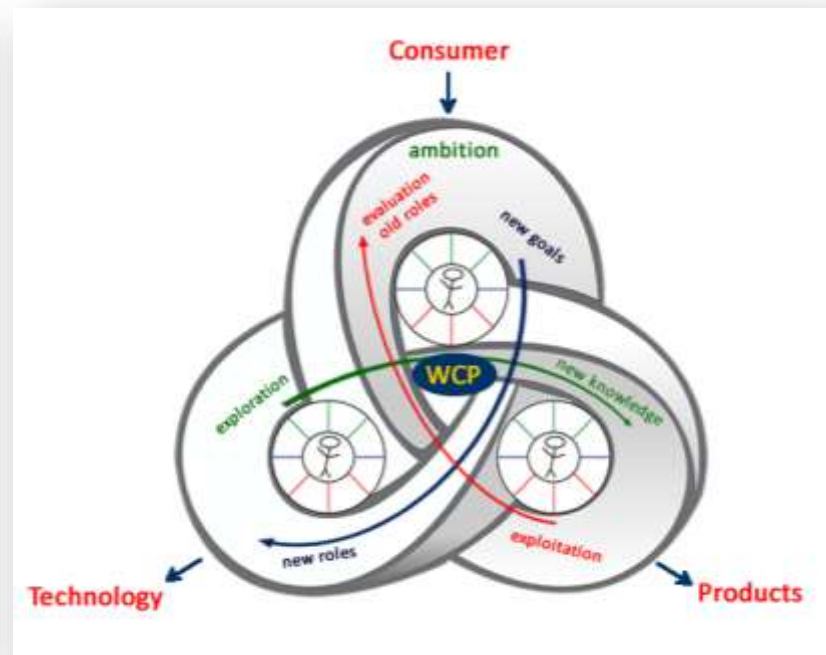 Consumer
ambition
evaluation
old roles
new goals
WCP
exploration
new knowledge
exploitation
new roles
Technology
Products